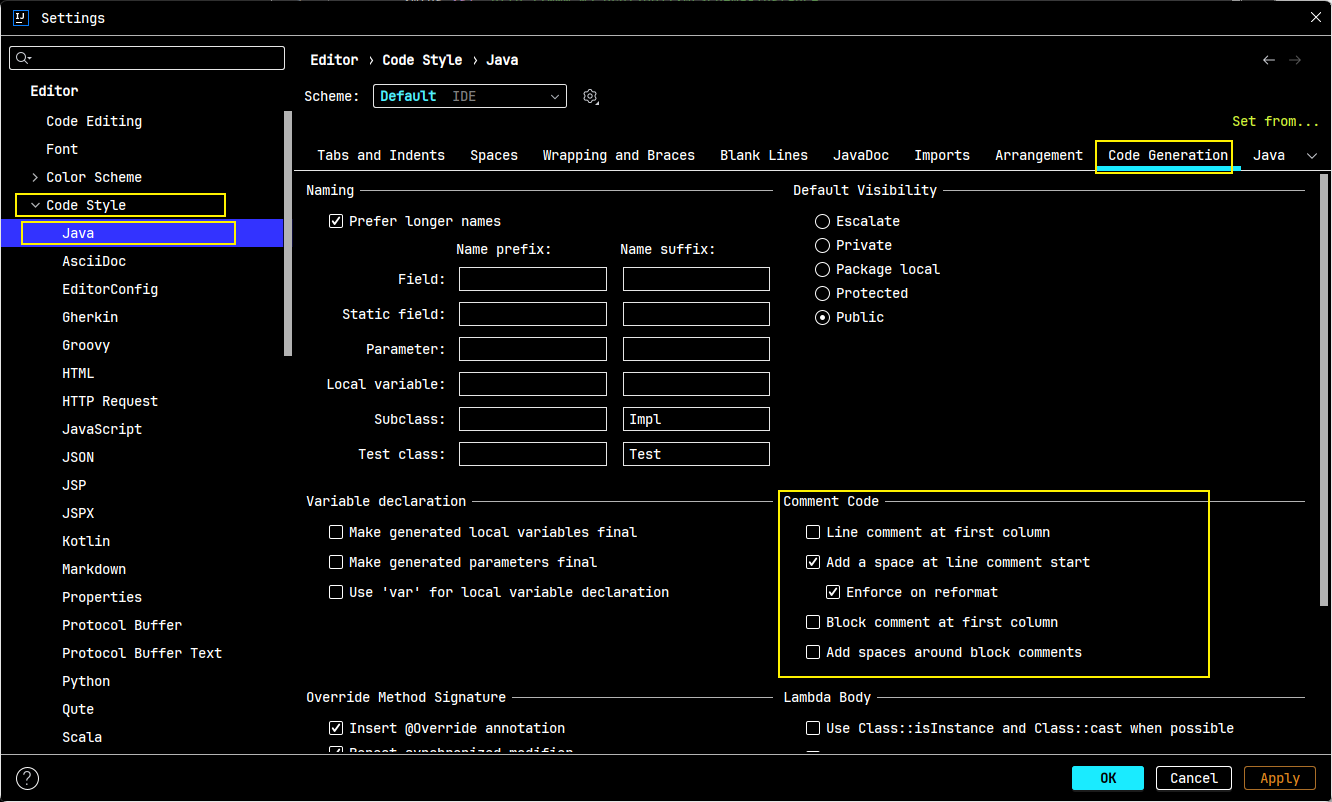 IJ
Settings
Editor
Code Editing
Font
Color Scheme
Code Style
Java
AsciiDoc
EditorConfig
Gherkin
Groovy
HTML
HTTP Request
JavaScript
JSON
JSP
JSPX
Kotlin
Markdown
Properties
Protocol Buffer
Protocol Buffer Text
Python
Qute
Scala
Editor › Code Style › Java
Scheme: Default IDE
Set from...
Tabs and Indents Spaces Wrapping and Braces Blank Lines JavaDoc Imports Arrangement Code Generation Java
Naming
Prefer longer names
Name prefix: Name suffix:
Field:
Static field:
Parameter:
Local variable:
Subclass: Impl
Test class: Test
Default Visibility
Escalate
Private
Package local
Protected
Public
Variable declaration
Make generated local variables final
Make generated parameters final
Use 'var' for local variable declaration
Comment Code
Line comment at first column
Add a space at line comment start
Enforce on reformat
Block comment at first column
Add spaces around block comments
Override Method Signature
Insert @Override annotation
Repeat synchronized modifier
Lambda Body
Use Class::isInstance and Class::cast when possible
?
OK Cancel Apply